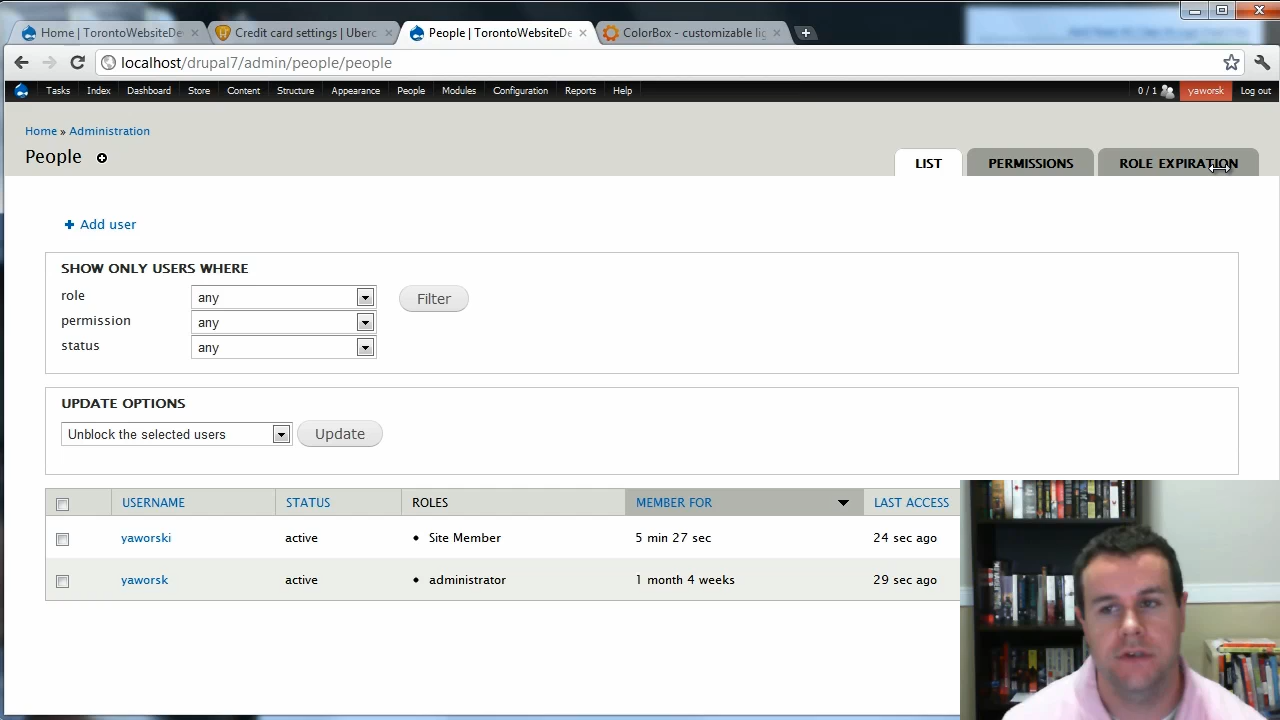 Home | TorontoWebsiteDe
Credit card settings | Uberc
People | TorontoWebsiteDe
ColorBox - customizable lig
localhost/drupal7/admin/people/people
Tasks Index Dashboard Store Content Structure Appearance People Modules Configuration Reports Help 0 / 1 yaworsk Log out
Home » Administration
People
LIST PERMISSIONS ROLE EXPIRATION
Add user
SHOW ONLY USERS WHERE
role any Filter
permission any
status any
UPDATE OPTIONS
Unblock the selected users Update
USERNAME STATUS ROLES MEMBER FOR LAST ACCESS
yaworski active • Site Member 5 min 27 sec 24 sec ago
yaworsk active • administrator 1 month 4 weeks 29 sec ago